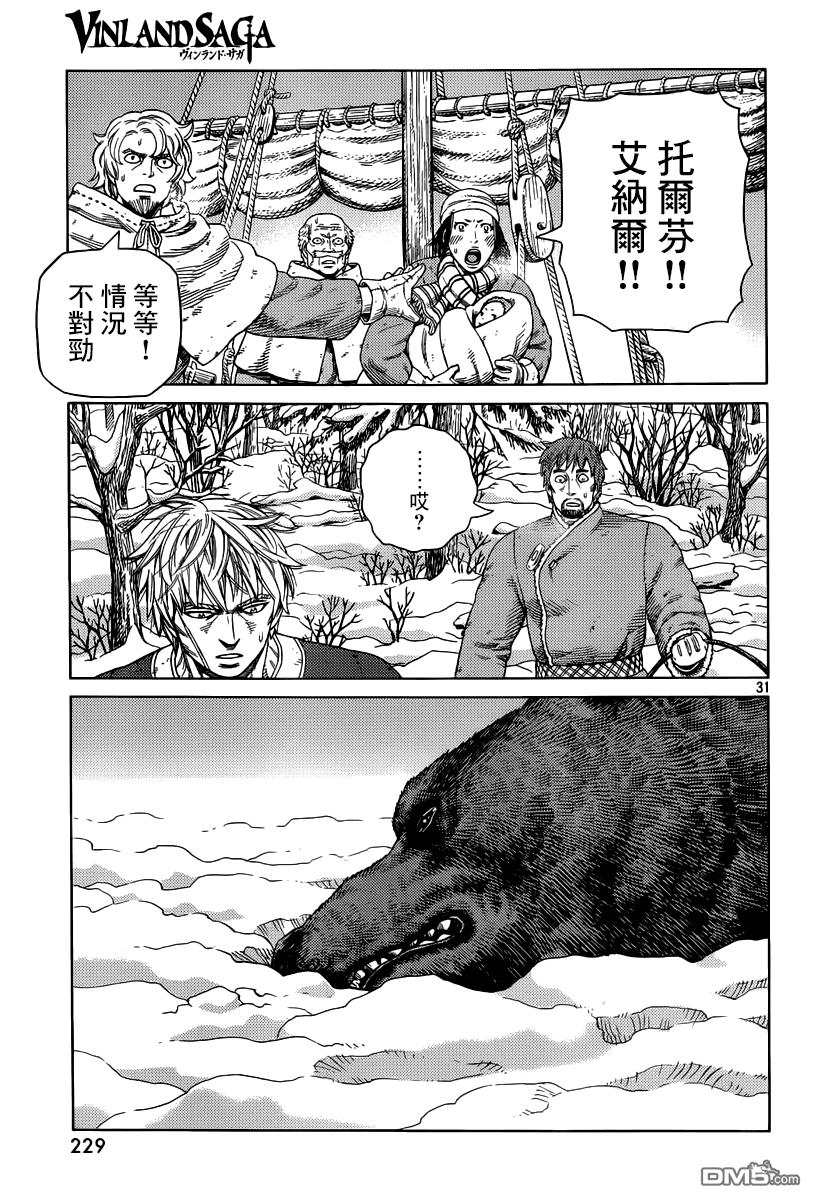 VINLAND SAGA
ヴィンランド・サガ
托爾芬!!
艾納爾!!
等等!
情況
不對勁
……
哎?
31
229
DM5.com